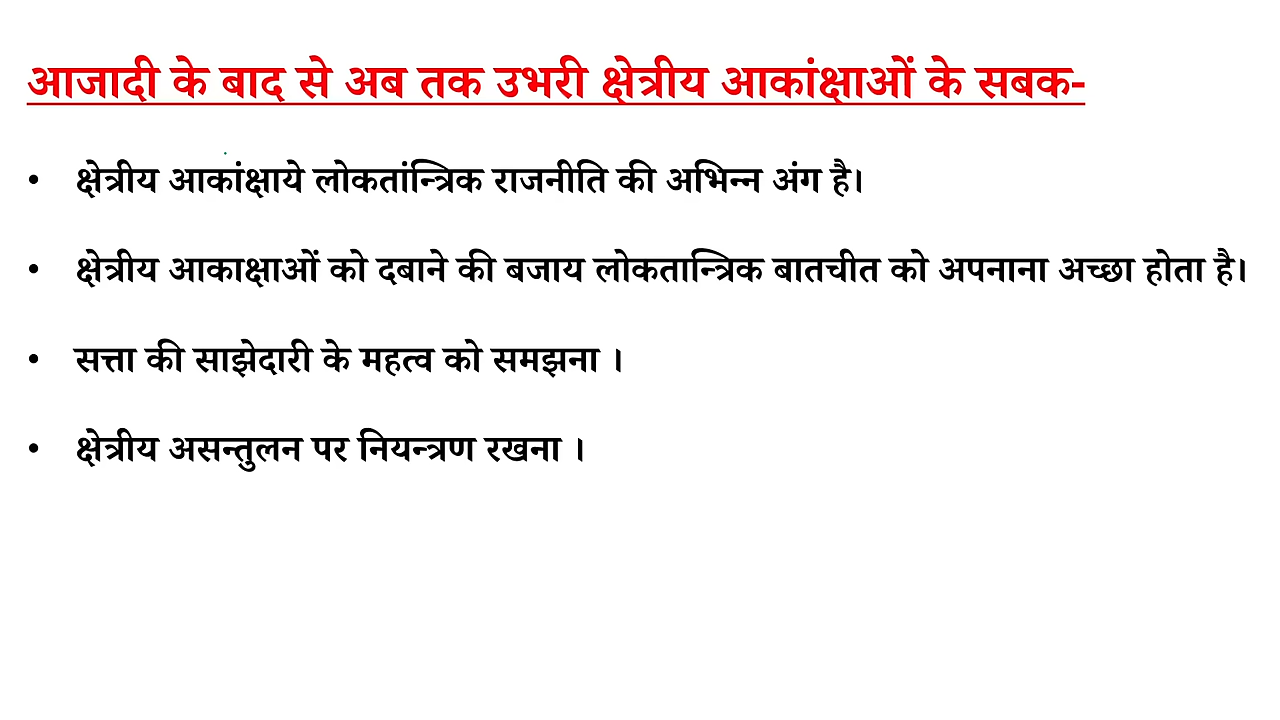 आजादी के बाद से अब तक उभरी क्षेत्रीय आकांक्षाओं के सबक-
• क्षेत्रीय आकांक्षाये लोकतांन्त्रिक राजनीति की अभिन्न अंग है।
• क्षेत्रीय आकाक्षाओं को दबाने की बजाय लोकतान्त्रिक बातचीत को अपनाना अच्छा होता है।
• सत्ता की साझेदारी के महत्व को समझना ।
• क्षेत्रीय असन्तुलन पर नियन्त्रण रखना ।